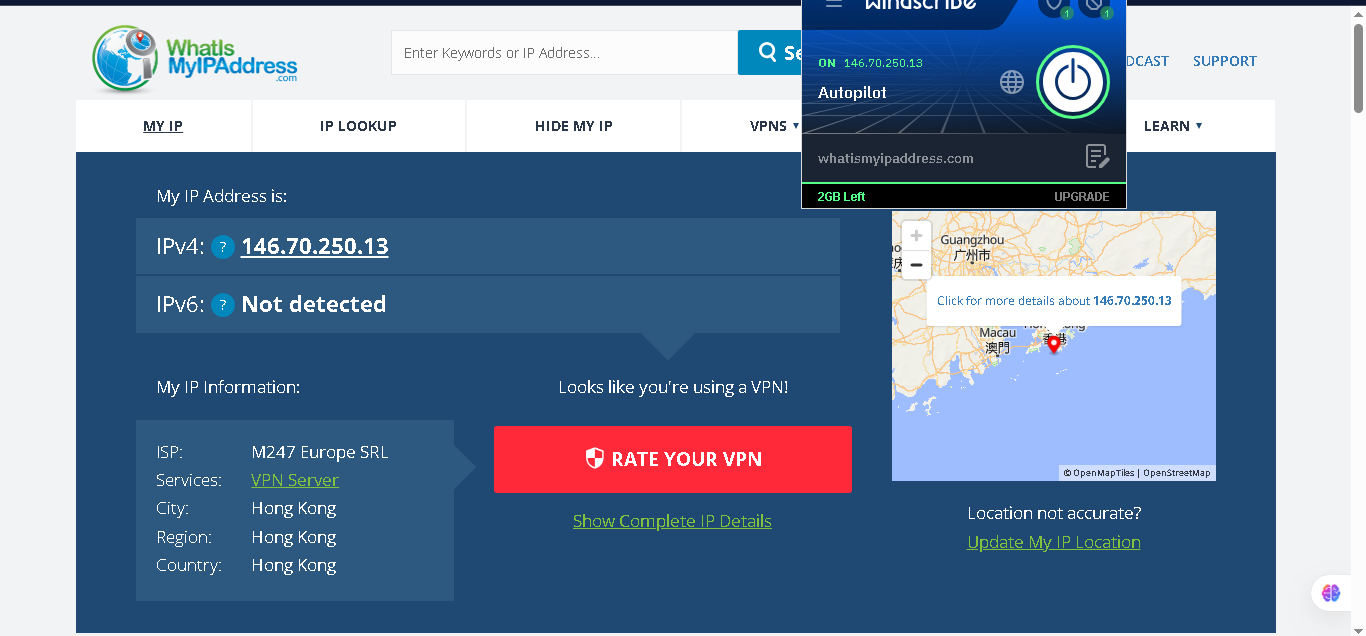 windscribe
1
1
WhatIs
MyIPAddress
.com
Enter Keywords or IP Address...
ON 146.70.250.13
SUPPORT
Autopilot
MY IP
IP LOOKUP
HIDE MY IP
VPNS
LEARN
whatismyipaddress.com
2GB Left
UPGRADE
My IP Address is:
IPv4: ? 146.70.250.13
IPv6: ? Not detected
Guangzhou
广州市
Click for more details about 146.70.250.13
Macau
澳門
香港
© OpenMapTiles | OpenStreetMap
My IP Information:
Looks like you're using a VPN!
ISP: M247 Europe SRL
Services: VPN Server
City: Hong Kong
Region: Hong Kong
Country: Hong Kong
RATE YOUR VPN
Show Complete IP Details
Location not accurate?
Update My IP Location